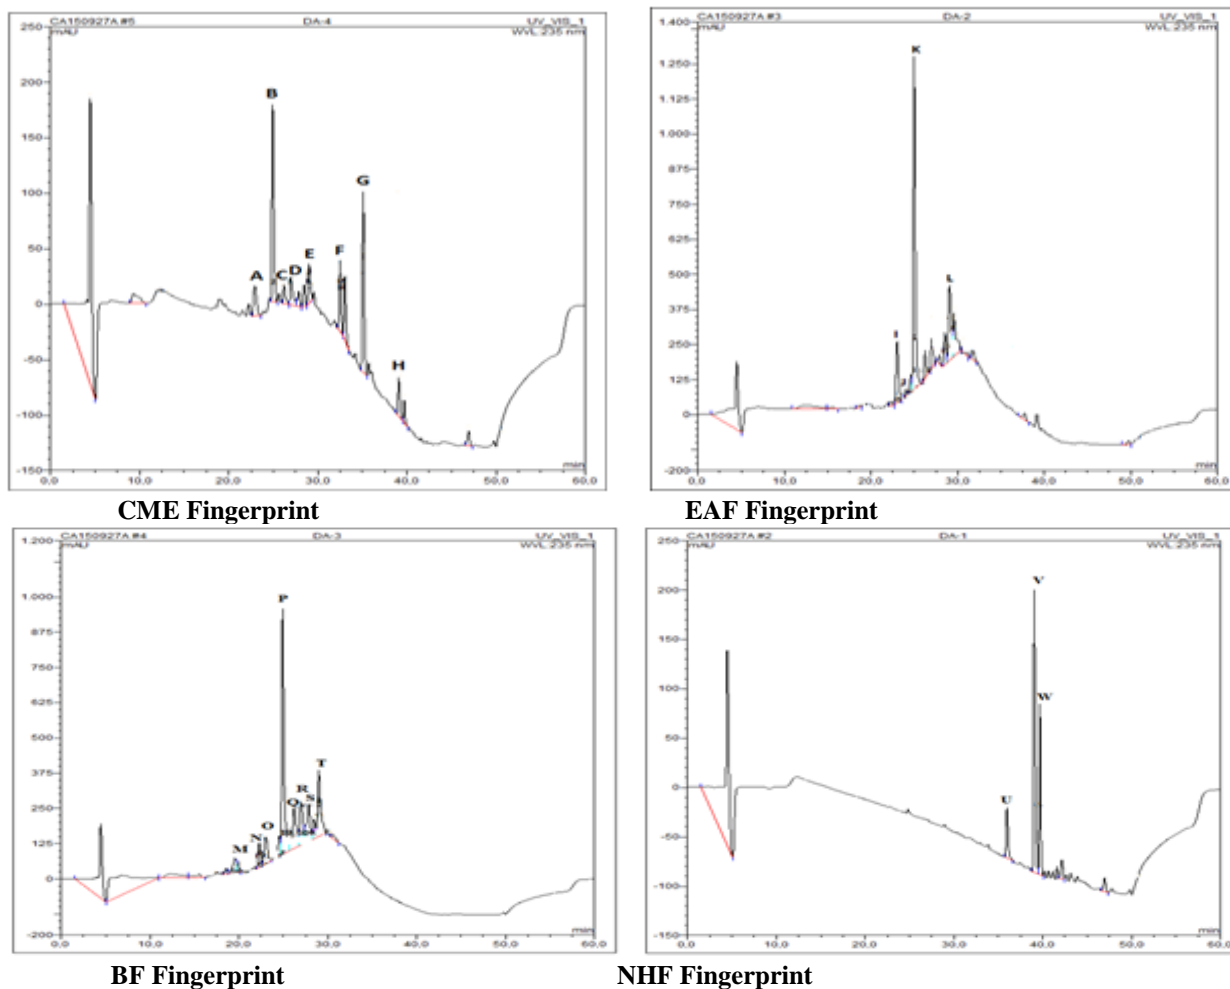 CA150927A #5 DA-4 UV_VIS_1
mAU WVL:235 nm
250
200
150
100
50
0
-50
-100
-150
0,0 10,0 20,0 30,0 40,0 50,0 60,0
min
A B C D E F G H
CME Fingerprint
CA150927A #3 DA-2 UV_VIS_1
mAU WVL:235 nm
1.400
1.250
1.000
750
625
500
375
250
125
0
-200
0,0 10,0 20,0 30,0 40,0 50,0 60,0
min
I J K L
EAF Fingerprint
CA150927A #4 DA-3 UV_VIS_1
mAU WVL:235 nm
1.200
1.000
875
750
625
500
375
250
125
0
-200
0,0 10,0 20,0 30,0 40,0 50,0 60,0
min
M N O P Q R S T
BF Fingerprint
CA150927A #2 DA-1 UV_VIS_1
mAU WVL:235 nm
250
200
150
100
50
0
-50
-100
-150
0,0 10,0 20,0 30,0 40,0 50,0 60,0
min
U V W
NHF Fingerprint